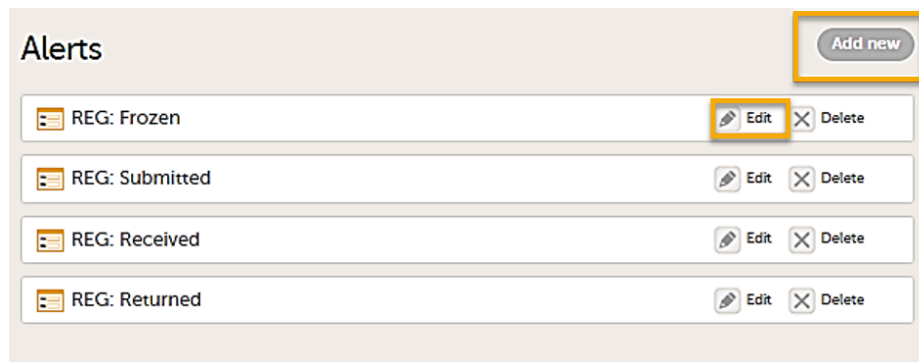 Alerts
Add new
REG: Frozen Edit Delete
REG: Submitted Edit Delete
REG: Received Edit Delete
REG: Returned Edit Delete